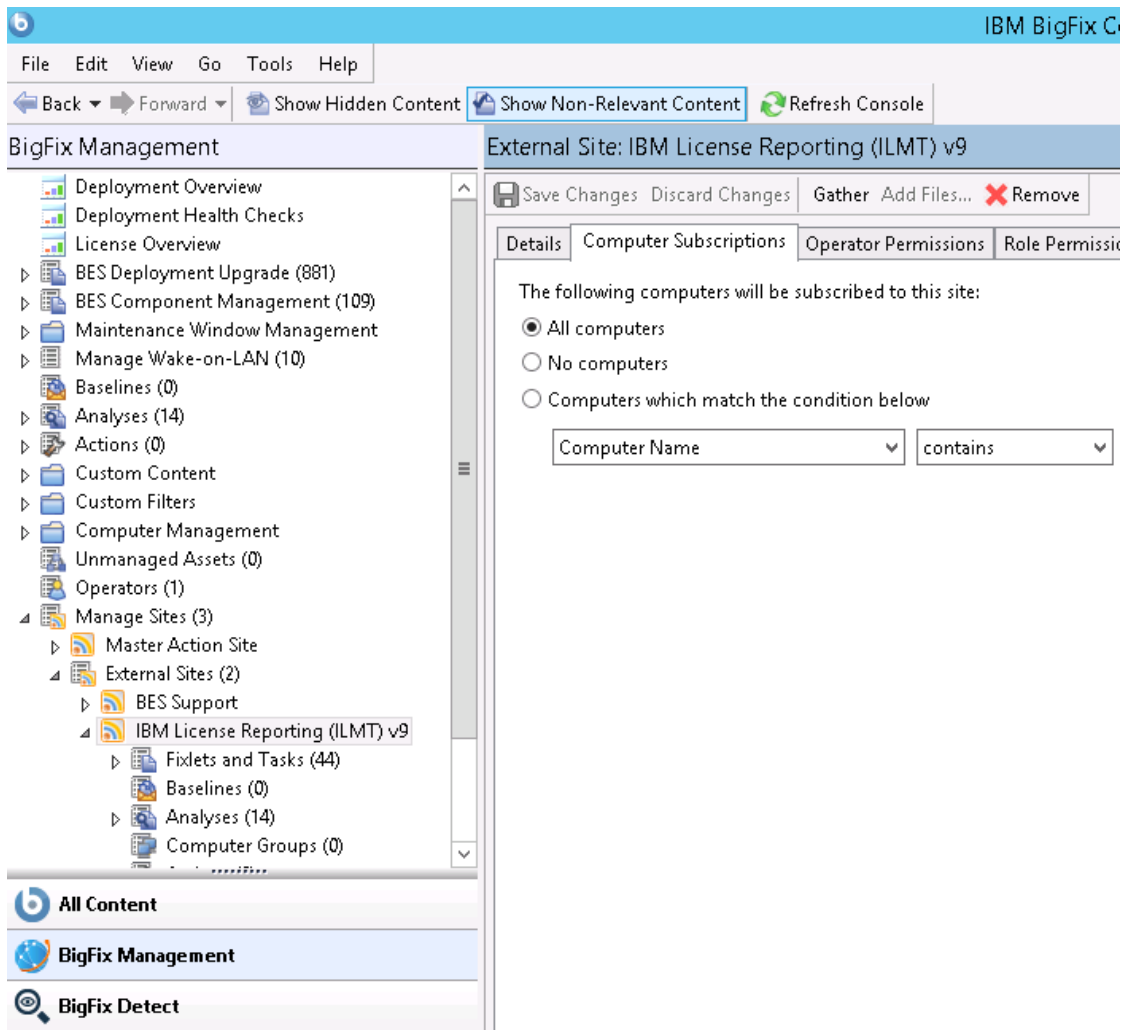 IBM BigFix C
File Edit View Go Tools Help
Back Forward Show Hidden Content Show Non-Relevant Content Refresh Console
BigFix Management
Deployment Overview
Deployment Health Checks
License Overview
BES Deployment Upgrade (881)
BES Component Management (109)
Maintenance Window Management
Manage Wake-on-LAN (10)
Baselines (0)
Analyses (14)
Actions (0)
Custom Content
Custom Filters
Computer Management
Unmanaged Assets (0)
Operators (1)
Manage Sites (3)
Master Action Site
External Sites (2)
BES Support
IBM License Reporting (ILMT) v9
Fixlets and Tasks (44)
Baselines (0)
Analyses (14)
Computer Groups (0)
All Content
BigFix Management
BigFix Detect
External Site: IBM License Reporting (ILMT) v9
Save Changes Discard Changes Gather Add Files... Remove
Details Computer Subscriptions Operator Permissions Role Permissio
The following computers will be subscribed to this site:
All computers
No computers
Computers which match the condition below
Computer Name contains